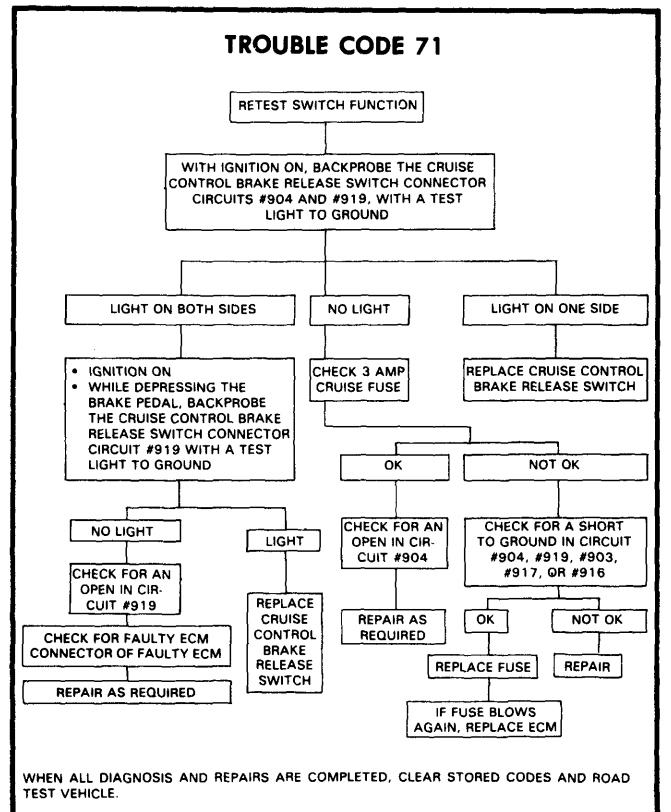 TROUBLE CODE 71
RETEST SWITCH FUNCTION
WITH IGNITION ON, BACKPROBE THE CRUISE
CONTROL BRAKE RELEASE SWITCH CONNECTOR
CIRCUITS #904 AND #919, WITH A TEST
LIGHT TO GROUND
LIGHT ON BOTH SIDES
NO LIGHT
LIGHT ON ONE SIDE
• IGNITION ON
• WHILE DEPRESSING THE
BRAKE PEDAL, BACKPROBE
THE CRUISE CONTROL BRAKE
RELEASE SWITCH CONNECTOR
CIRCUIT #919 WITH A TEST
LIGHT TO GROUND
CHECK 3 AMP
CRUISE FUSE
REPLACE CRUISE CONTROL
BRAKE RELEASE SWITCH
OK
NOT OK
NO LIGHT
LIGHT
CHECK FOR AN
OPEN IN CIR-
CUIT #904
CHECK FOR A SHORT
TO GROUND IN CIRCUIT
#904, #919, #903,
#917, OR #916
CHECK FOR AN
OPEN IN CIR-
CUIT #919
REPLACE
CRUISE
CONTROL
BRAKE
RELEASE
SWITCH
REPAIR AS
REQUIRED
OK
NOT OK
CHECK FOR FAULTY ECM
CONNECTOR OF FAULTY ECM
REPLACE FUSE
REPAIR
REPAIR AS REQUIRED
IF FUSE BLOWS
AGAIN, REPLACE ECM
WHEN ALL DIAGNOSIS AND REPAIRS ARE COMPLETED, CLEAR STORED CODES AND ROAD
TEST VEHICLE.